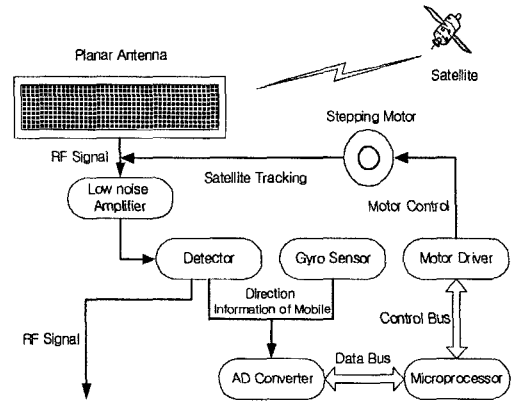 Planar Antenna
Satellite
Stepping Motor
RF Signal
Satellite Tracking
Low noise
Amplifier
Motor Control
Detector
Gyro Sensor
Motor Driver
Direction
Information of Mobile
RF Signal
Control Bus
Data Bus
AD Converter
Microprocessor